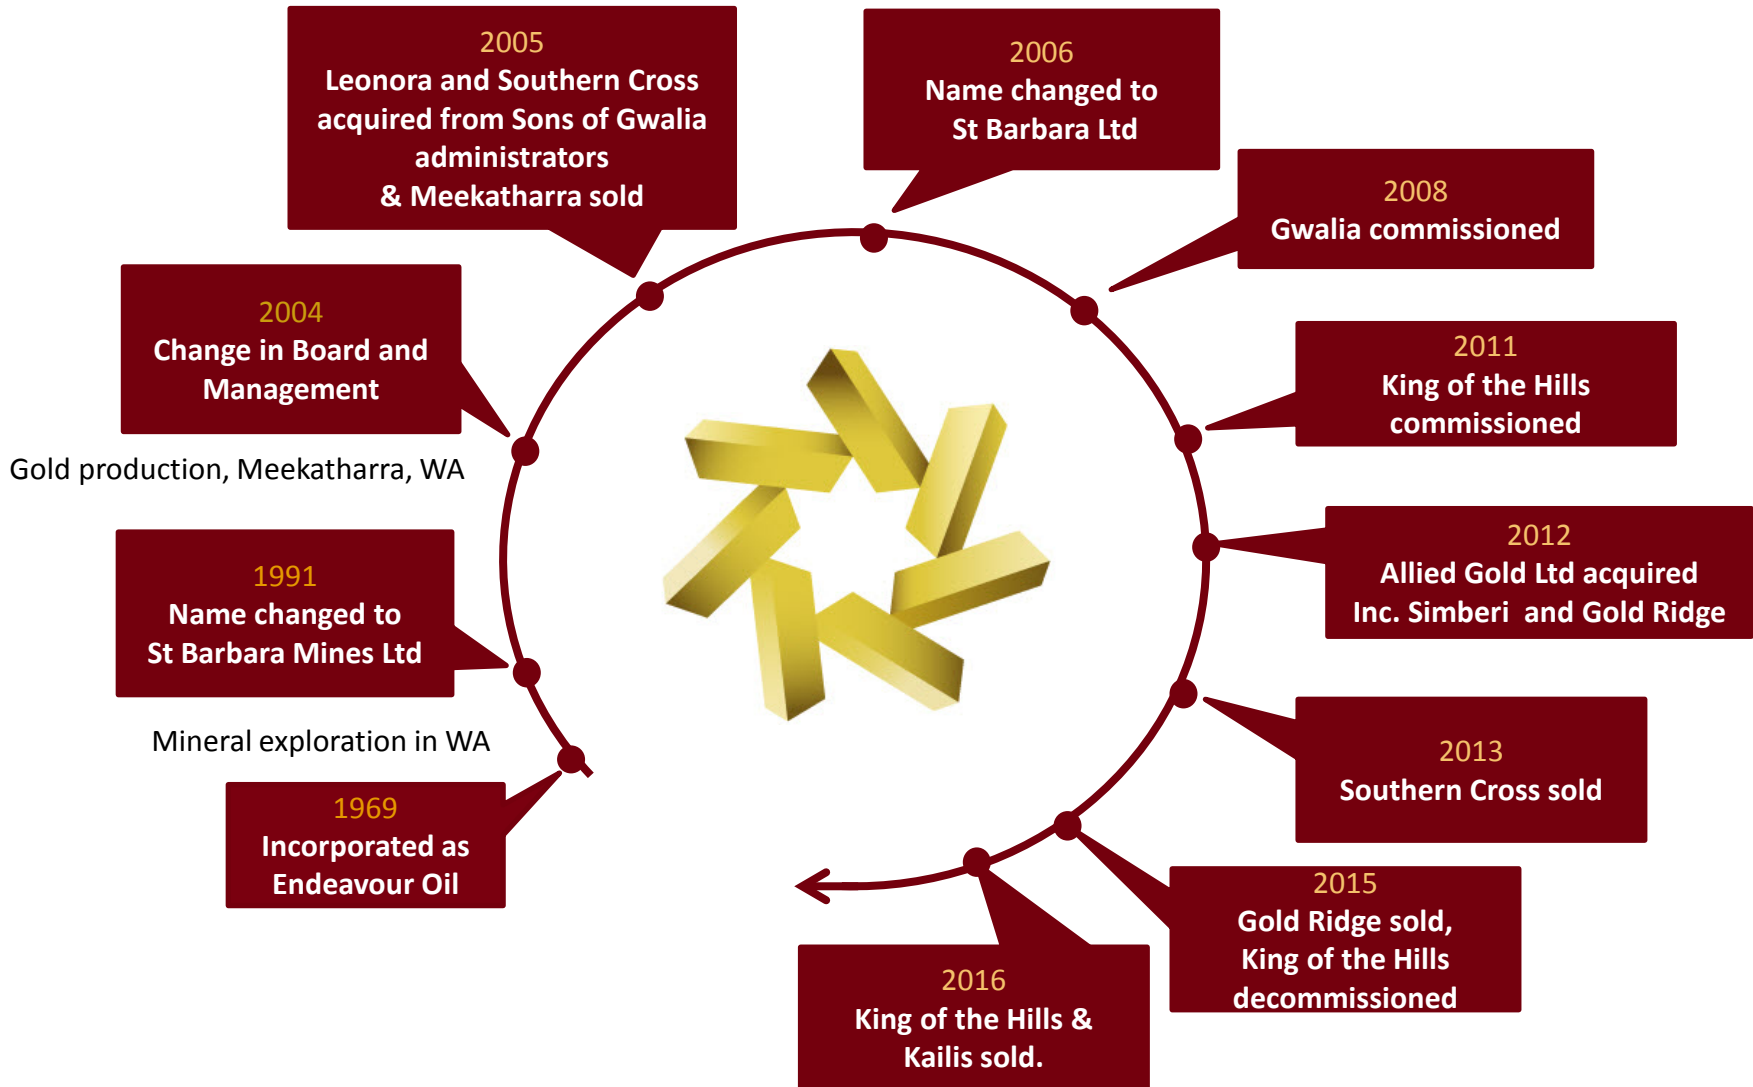 1969
Incorporated as
Endeavour Oil
Mineral exploration in WA
1991
Name changed to
St Barbara Mines Ltd
Gold production, Meekatharra, WA
2004
Change in Board and
Management
2005
Leonora and Southern Cross
acquired from Sons of Gwalia
administrators
& Meekatharra sold
2006
Name changed to
St Barbara Ltd
2008
Gwalia commissioned
2011
King of the Hills
commissioned
2012
Allied Gold Ltd acquired
Inc. Simberi and Gold Ridge
2013
Southern Cross sold
2015
Gold Ridge sold,
King of the Hills
decommissioned
2016
King of the Hills &
Kailis sold.